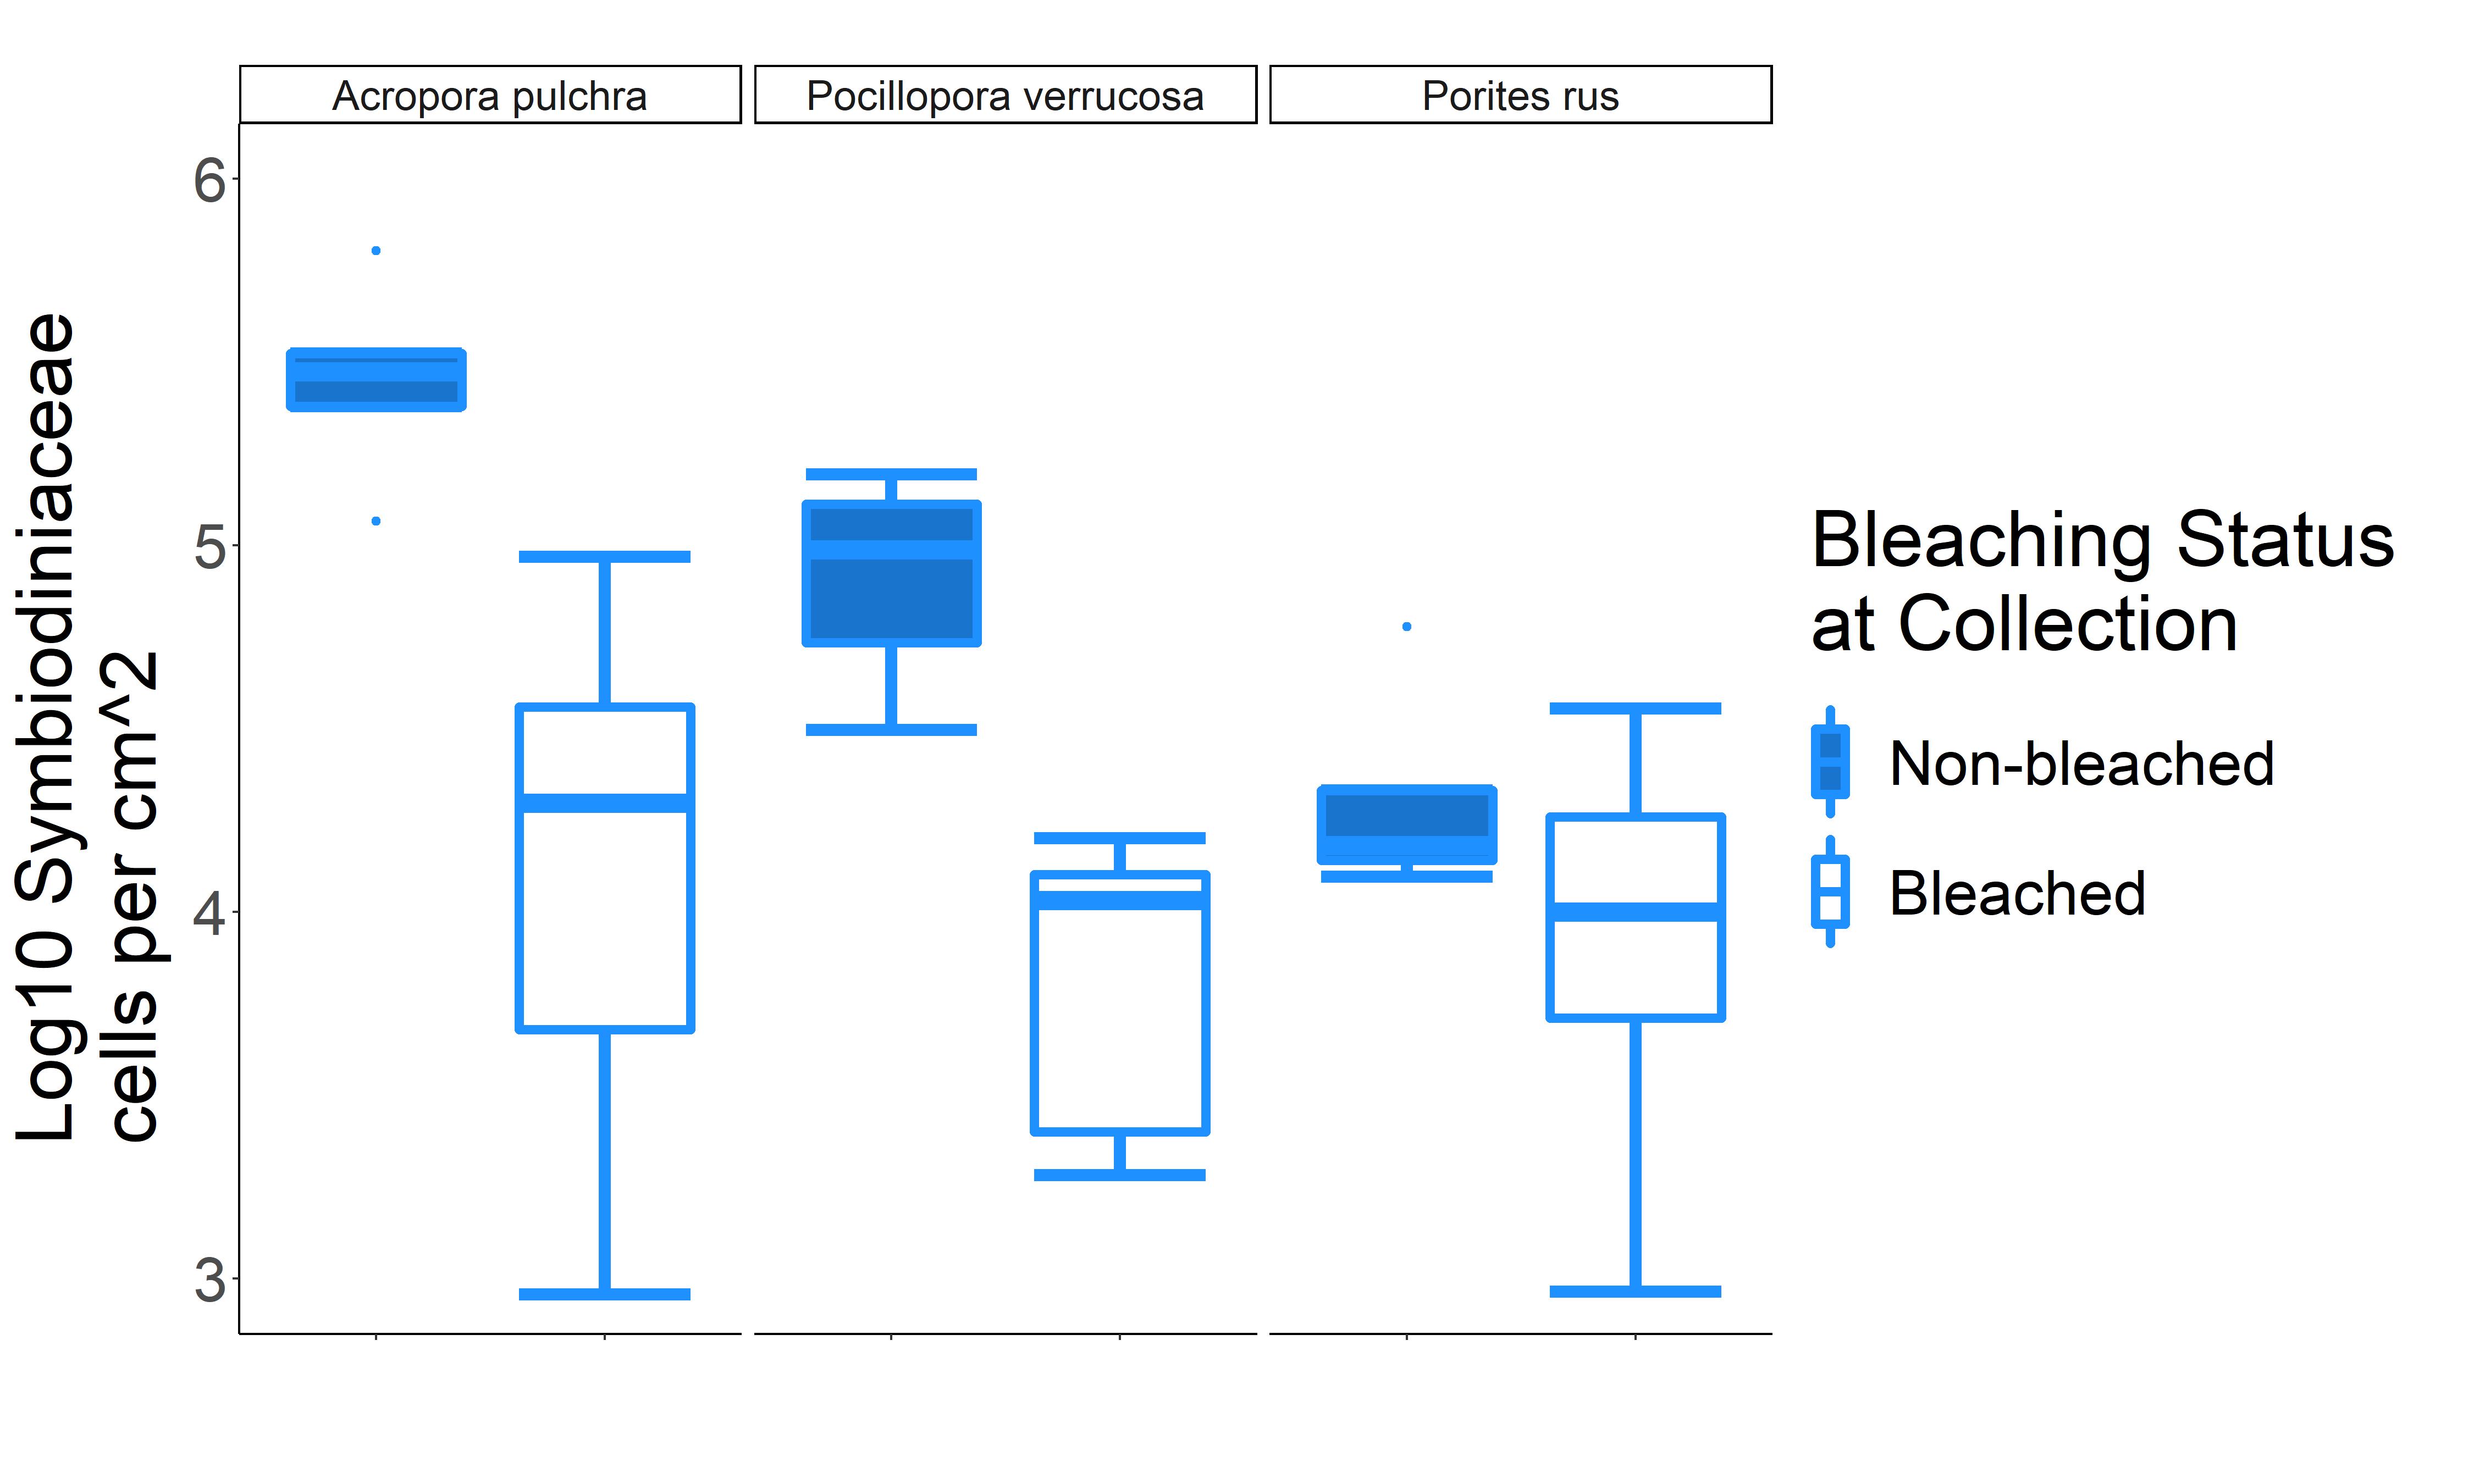 Acropora pulchra
Pocillopora verrucosa
Porites rus
Log10 Symbiodiniaceae
cells per cm^2
6
5
4
3
Bleaching Status
at Collection
Non-bleached
Bleached